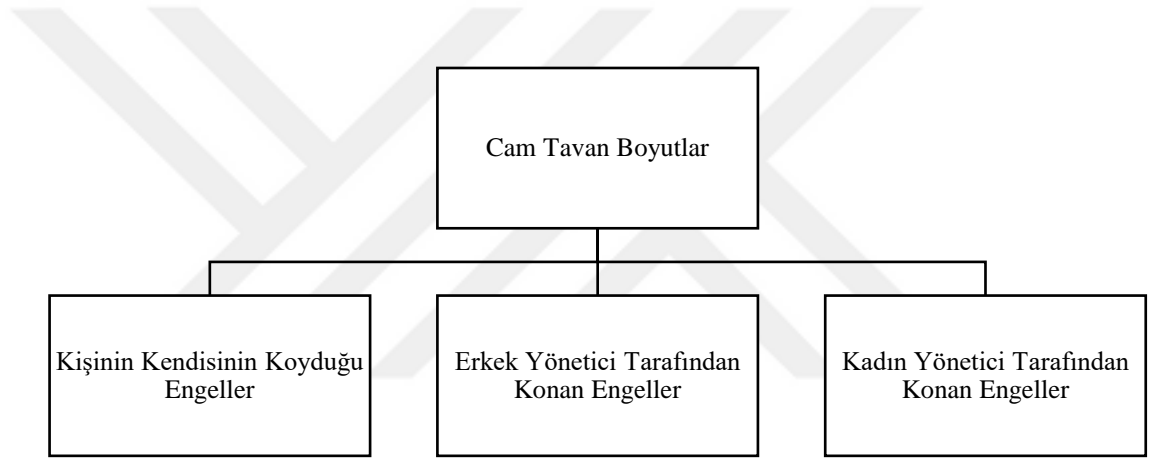 Cam Tavan Boyutlar
Kişinin Kendisinin Koyduğu
Engeller
Erkek Yönetici Tarafından
Konan Engeller
Kadın Yönetici Tarafından
Konan Engeller